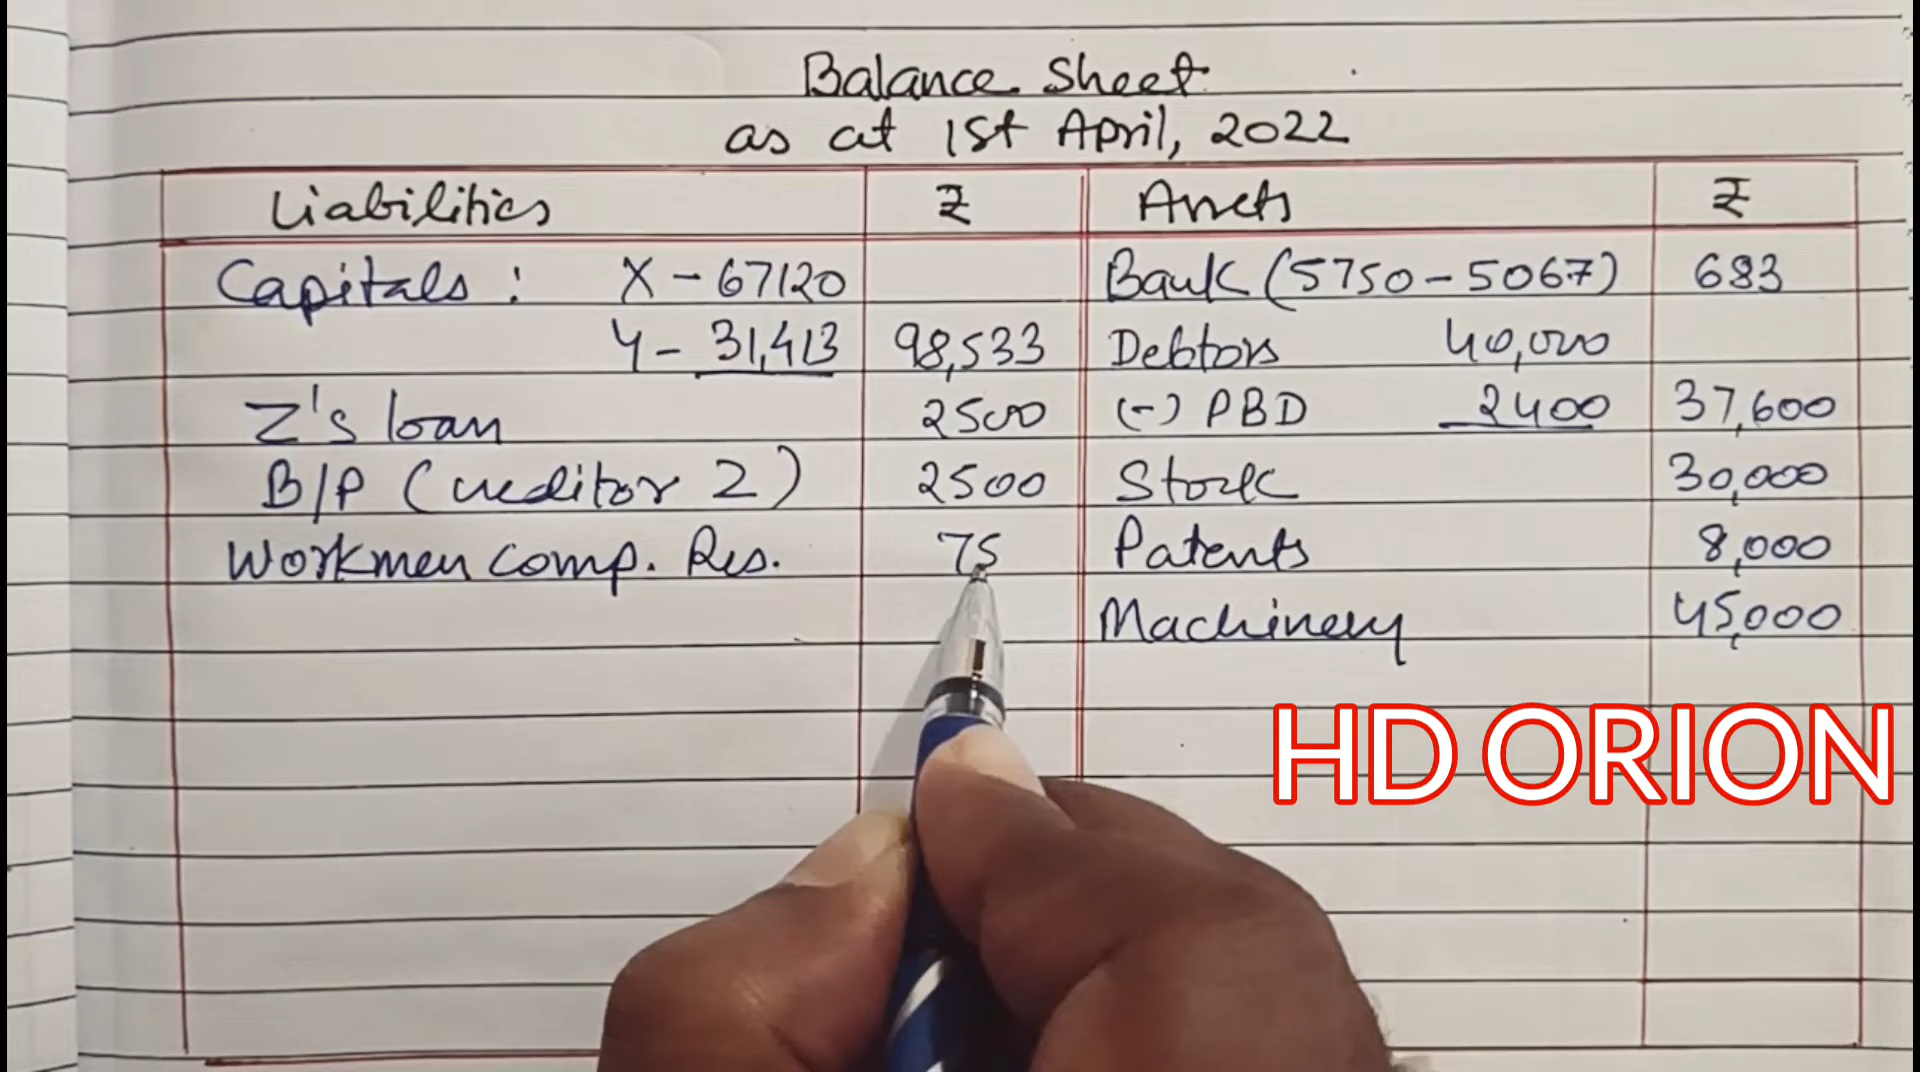 Balance Sheet
as at 1st April, 2022
Liabilities ₹ Assets ₹
Capitals : X - 67120 Bank (5750 - 5067) 683
Y - 31,413 98,533 Debtors 40,000
Z's loan 2500 (-) PBD 2400 37,600
B/P (creditor 2) 2500 Stock 30,000
Workmen comp. Res. 75 Patents 8,000
Machinery 45,000
HD ORION